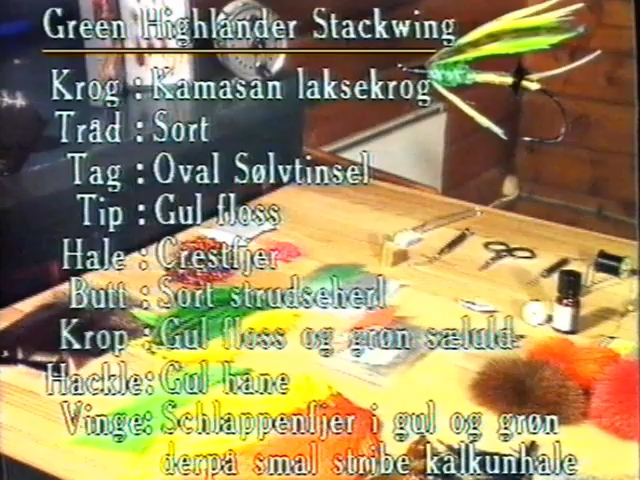 Green Highlander Stackwing
Krog : Kamasan laksekrog
Tråd : Sort
Tag : Oval Sølvtinsel
Tip : Gul floss
Hale : Crestfjer
Butt : Sort strudseherl
Krop : Gul floss og grøn sæluld
Hackle: Gul hane
Vinge: Schlappenfjer i gul og grøn
derpå smal stribe kalkunhale